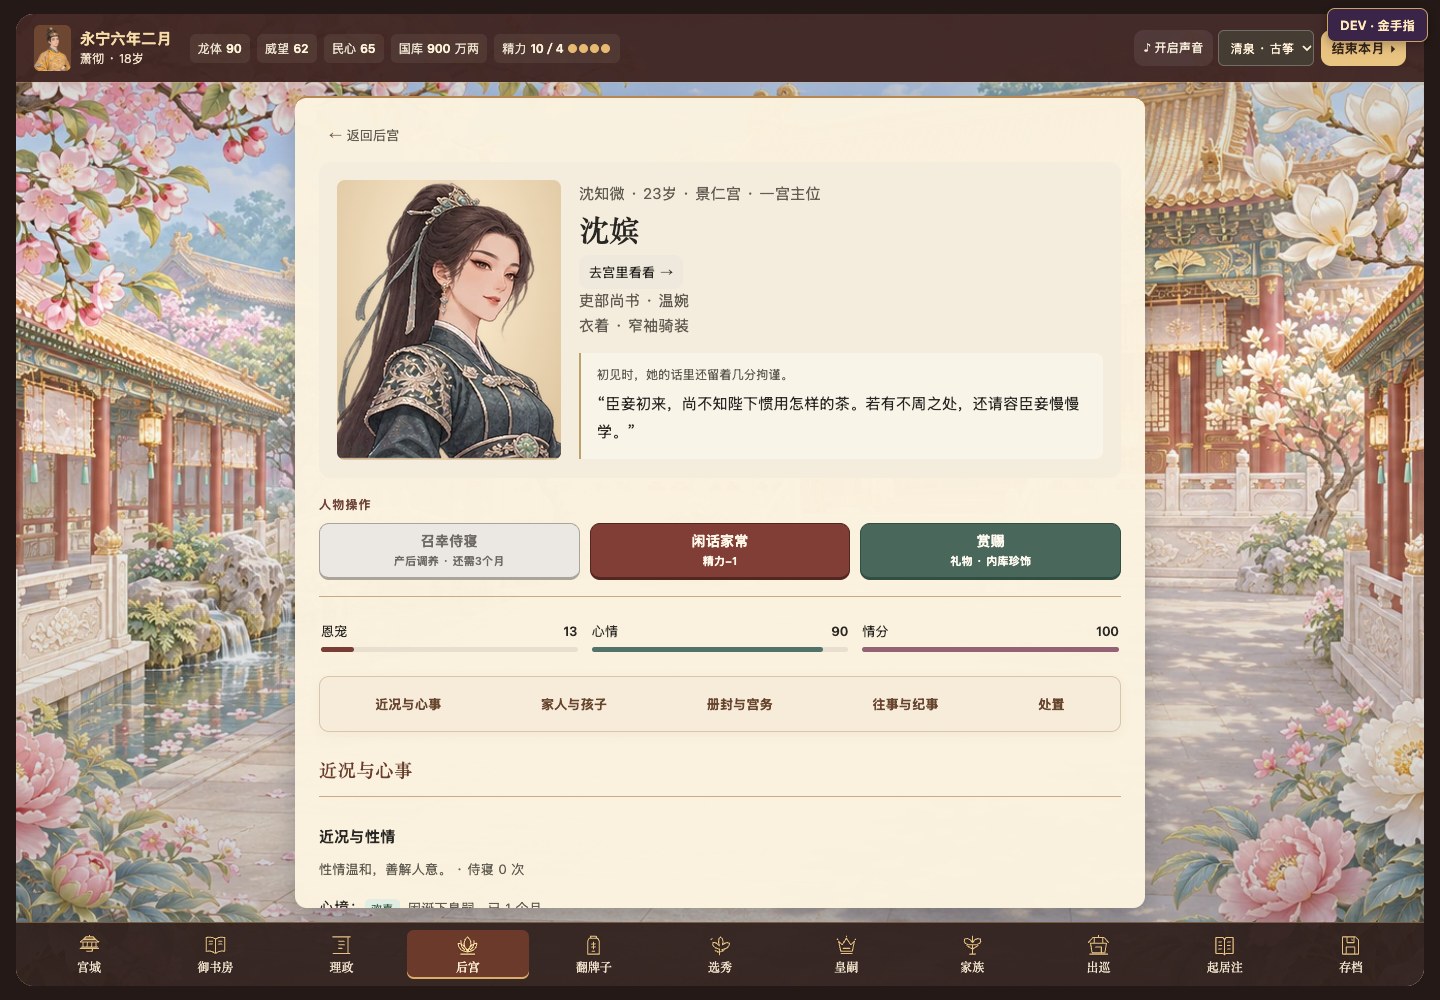 永宁六年二月
萧彻 · 18岁
龙体 90
威望 62
民心 65
国库 900 万两
精力 10 / 4
♪ 开启声音
清泉 · 古筝
DEV · 金手指
结束本月
← 返回后宫
沈知微 · 23岁 · 景仁宫 · 一宫主位
沈嫔
去宫里看看 →
吏部尚书 · 温婉
衣着 · 窄袖骑装
初见时，她的话里还留着几分拘谨。
“臣妾初来，尚不知陛下惯用怎样的茶。若有不周之处，还请容臣妾慢慢
学。”
人物操作
召幸侍寝
产后调养 · 还需3个月
闲话家常
精力−1
赏赐
礼物 · 内库珍饰
恩宠 13
心情 90
情分 100
近况与心事
家人与孩子
册封与宫务
往事与纪事
处置
近况与心事
近况与性情
性情温和，善解人意。 · 侍寝 0 次
官城
御书房
理政
后宫
翻牌子
选秀
皇嗣
家族
出巡
起居注
存档